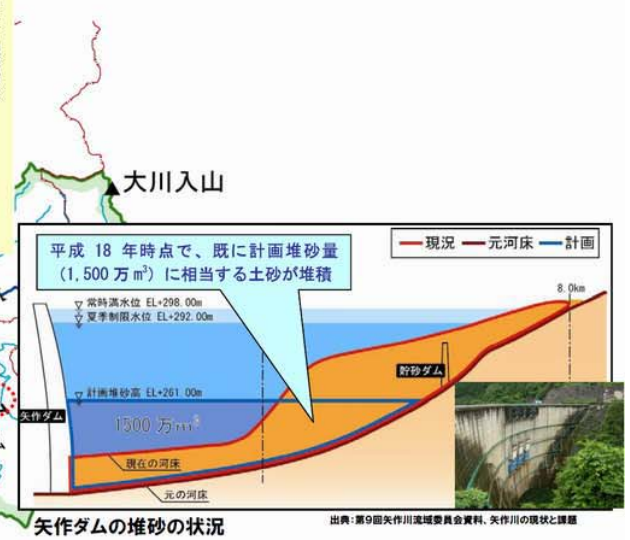 ▲大川入山
平成 18 年時点で、既に計画堆砂量
(1,500万㎥) に相当する土砂が堆積
現況 元河床 計画
8.0km
▽ 常時満水位 EL+298.00m
▽ 夏季制限水位 EL+292.00m
貯砂ダム
▽ 計画堆砂高 EL+261.00m
矢作ダム
1500 万m³
現在の河床
元の河床
矢作ダムの堆砂の状況
出典:第9回矢作川流域委員会資料、矢作川の現状と課題